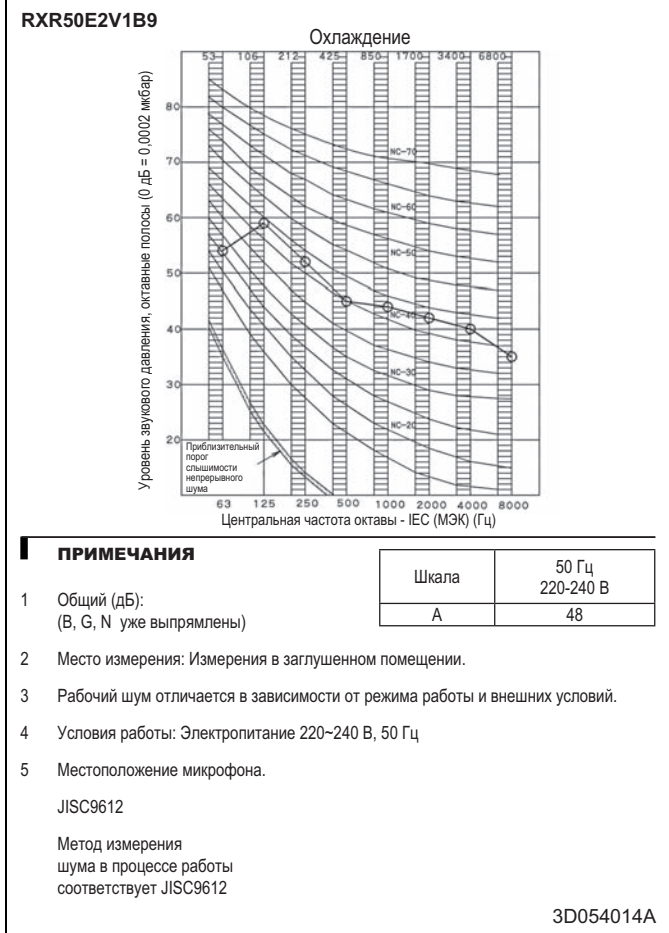 RXR50E2V1B9
Охлаждение
53 106 212 425 850 1700 3400 6800
Уровень звукового давления, октавные полосы (0 дБ = 0,0002 мкбар)
80
70
60
50
40
30
20
NC-70
NC-60
NC-50
NC-40
NC-30
NC-20
Приблизительный
порог
слышимости
непрерывного
шума
63 125 250 500 1000 2000 4000 8000
Центральная частота октавы - IEC (МЭК) (Гц)
ПРИМЕЧАНИЯ
Шкала
50 Гц
220-240 В
A 48
1 Общий (дБ):
(B, G, N уже выпрямлены)
2 Место измерения: Измерения в заглушенном помещении.
3 Рабочий шум отличается в зависимости от режима работы и внешних условий.
4 Условия работы: Электропитание 220~240 В, 50 Гц
5 Местоположение микрофона.
JISC9612
Метод измерения
шума в процессе работы
соответствует JISC9612
3D054014A